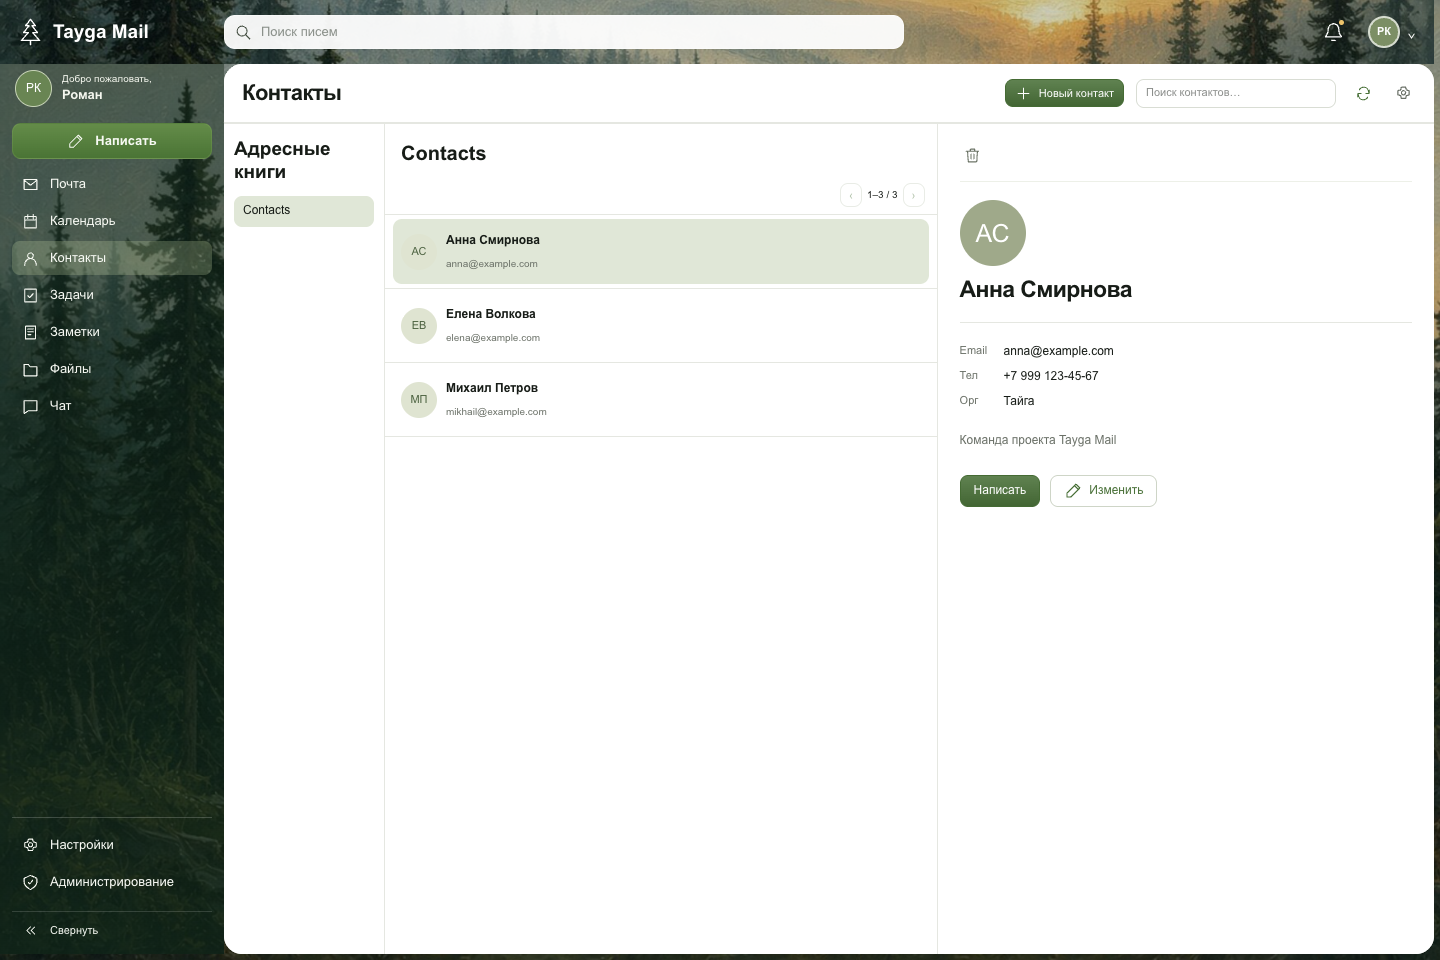 Tayga Mail
Поиск писем
РК
РК
Добро пожаловать,
Роман
Написать
Почта
Календарь
Контакты
Задачи
Заметки
Файлы
Чат
Настройки
Администрирование
Свернуть
Контакты
Новый контакт
Поиск контактов...
Адресные
книги
Contacts
Contacts
1–3 / 3
АС
Анна Смирнова
anna@example.com
ЕВ
Елена Волкова
elena@example.com
МП
Михаил Петров
mikhail@example.com
АС
Анна Смирнова
Email anna@example.com
Тел +7 999 123-45-67
Орг Тайга
Команда проекта Tayga Mail
Написать
Изменить